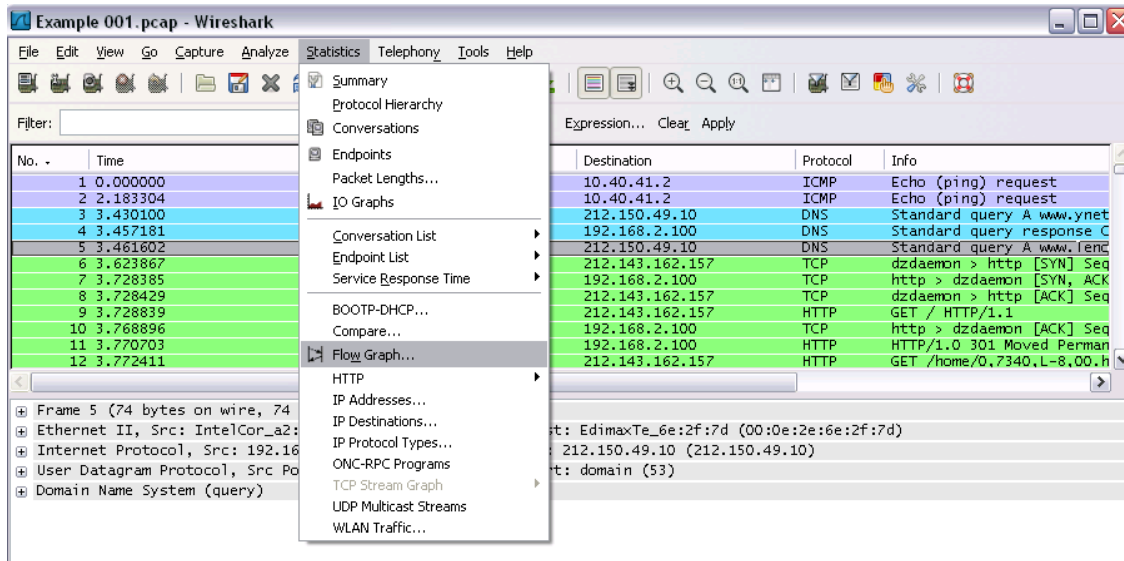 Example 001.pcap - Wireshark
File Edit View Go Capture Analyze Statistics Telephony Tools Help
Filter: Expression... Clear Apply
Summary
Protocol Hierarchy
Conversations
Endpoints
Packet Lengths...
IO Graphs
Conversation List
Endpoint List
Service Response Time
BOOTP-DHCP...
Compare...
Flow Graph...
HTTP
IP Addresses...
IP Destinations...
IP Protocol Types...
ONC-RPC Programs
TCP Stream Graph
UDP Multicast Streams
WLAN Traffic...
No. Time Destination Protocol Info
1 0.000000 10.40.41.2 ICMP Echo (ping) request
2 2.183304 10.40.41.2 ICMP Echo (ping) request
3 3.430100 212.150.49.10 DNS Standard query A www.ynet
4 3.457181 192.168.2.100 DNS Standard query response C
5 3.461602 212.150.49.10 DNS Standard query A www.lenc
6 3.623867 212.143.162.157 TCP dzdaemon > http [SYN] Seq
7 3.728385 192.168.2.100 TCP http > dzdaemon [SYN, ACK
8 3.728429 212.143.162.157 TCP dzdaemon > http [ACK] Seq
9 3.728839 212.143.162.157 HTTP GET / HTTP/1.1
10 3.768896 192.168.2.100 TCP http > dzdaemon [ACK] Seq
11 3.770703 192.168.2.100 HTTP HTTP/1.0 301 Moved Perman
12 3.772411 212.143.162.157 HTTP GET /home/0,7340,L-8,00.h
Frame 5 (74 bytes on wire, 74
Ethernet II, Src: IntelCor_a2: t: EdimaxTe_6e:2f:7d (00:0e:2e:6e:2f:7d)
Internet Protocol, Src: 192.16 212.150.49.10 (212.150.49.10)
User Datagram Protocol, Src Po t: domain (53)
Domain Name System (query)